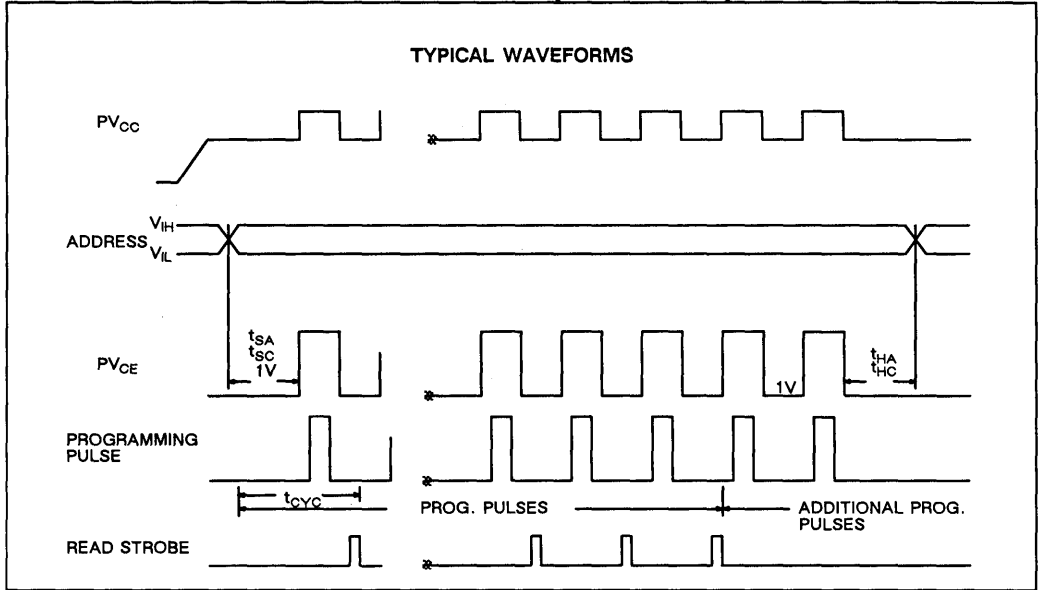 TYPICAL WAVEFORMS
PVCC
VIH
ADDRESS
VIL
tSA
tSC
1V
PVCE
1V
tHA
tHC
PROGRAMMING
PULSE
tCYC
PROG. PULSES
ADDITIONAL PROG.
PULSES
READ STROBE